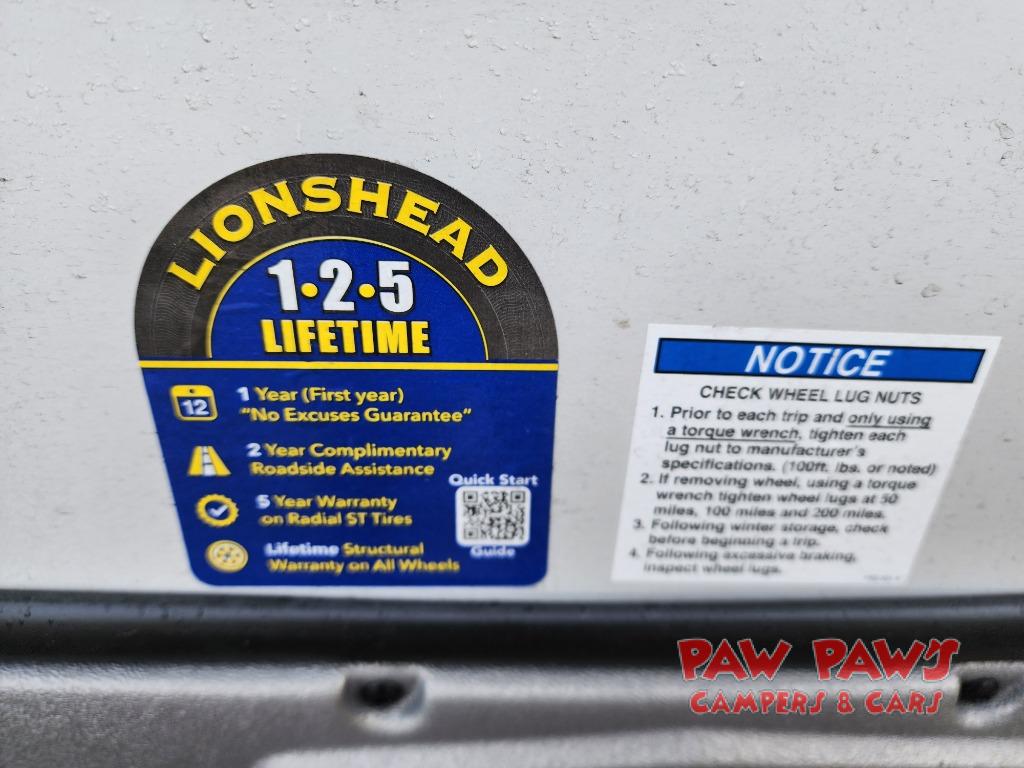 LIONSHEAD
1·2·5
LIFETIME
12
1 Year (First year)
"No Excuses Guarantee"
2 Year Complimentary
Roadside Assistance
5 Year Warranty
on Radial ST Tires
Lifetime Structural
Warranty on All Wheels
Quick Start
Guide
NOTICE
CHECK WHEEL LUG NUTS
1. Prior to each trip and only using
a torque wrench, tighten each
lug nut to manufacturer's
specifications. (100ft. lbs. or noted)
2. If removing wheel, using a torque
wrench tighten wheel lugs at 50
miles, 100 miles and 200 miles.
3. Following winter storage, check
before beginning a trip.
4. Following excessive braking,
inspect wheel lugs.
PAW PAW'S
CAMPERS & CARS